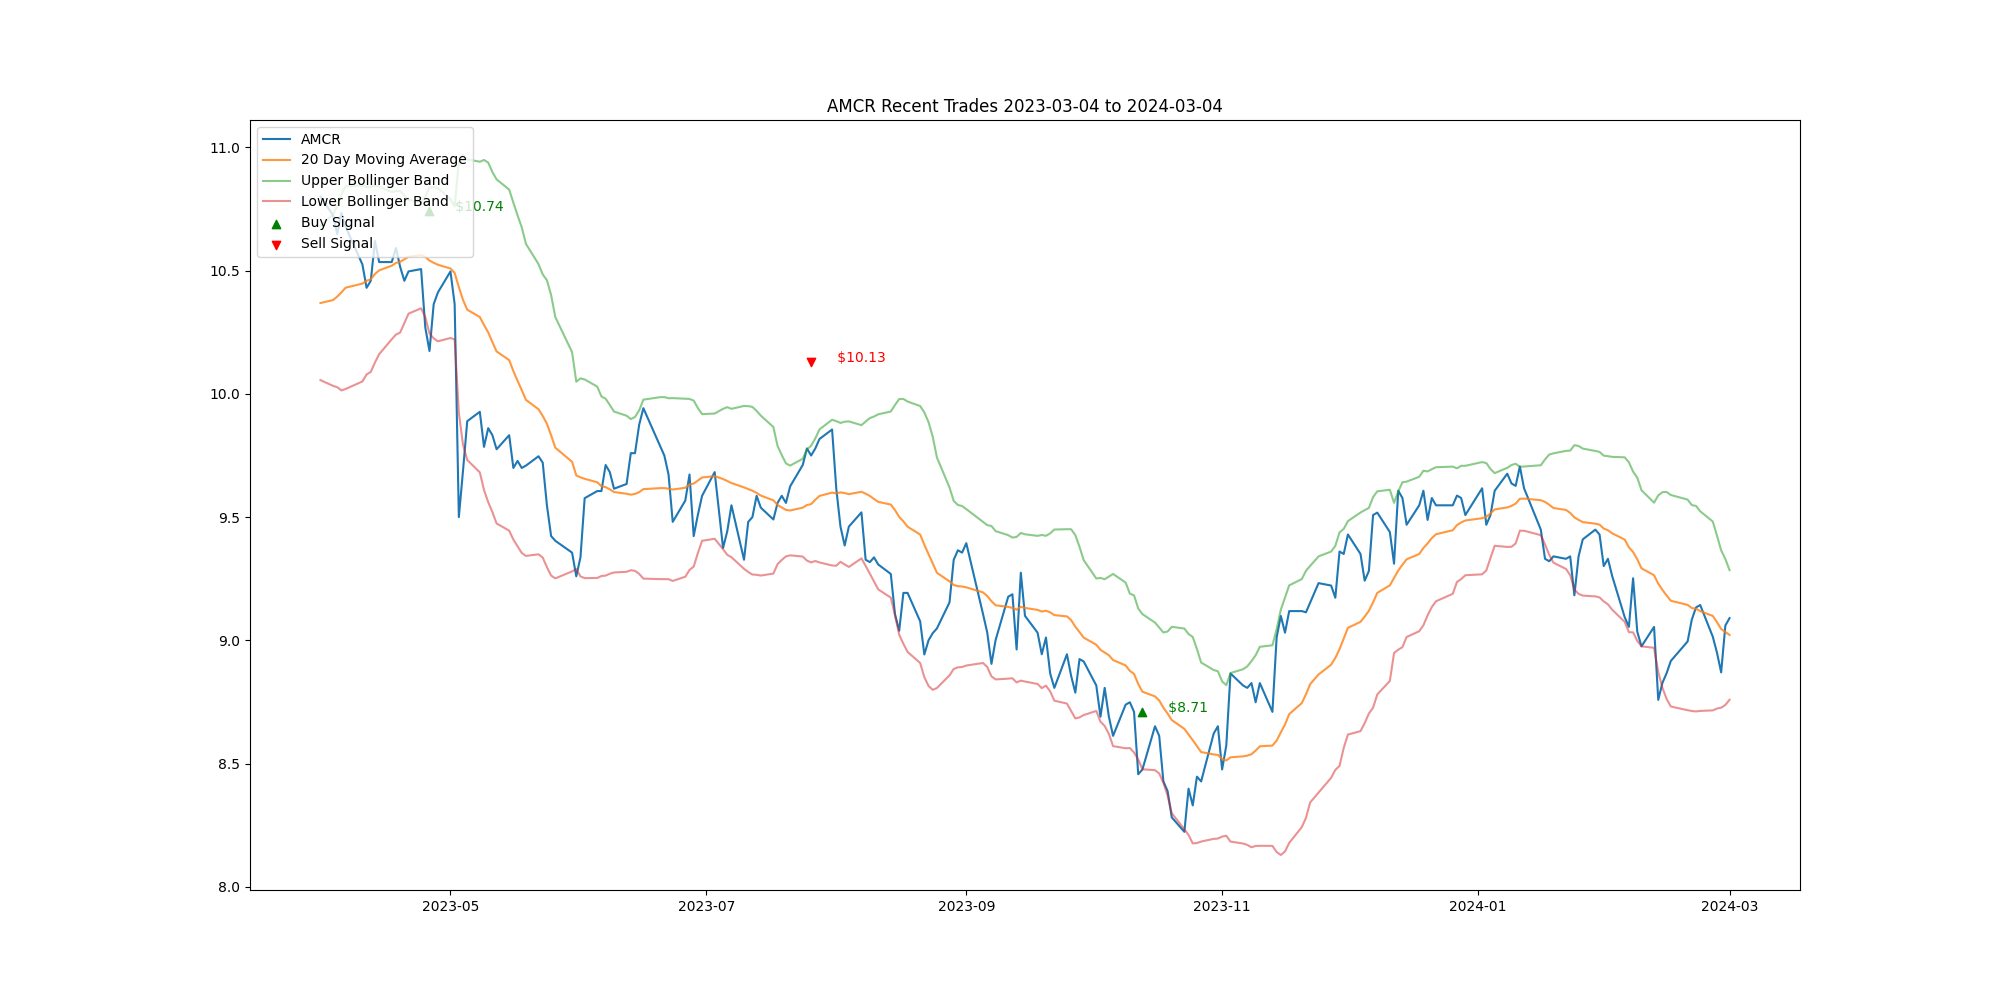 AMCR Recent Trades 2023-03-04 to 2024-03-04
AMCR
20 Day Moving Average
Upper Bollinger Band
Lower Bollinger Band
Buy Signal
Sell Signal
$10.74
$10.13
$8.71
11.0
10.5
10.0
9.5
9.0
8.5
8.0
2023-05
2023-07
2023-09
2023-11
2024-01
2024-03